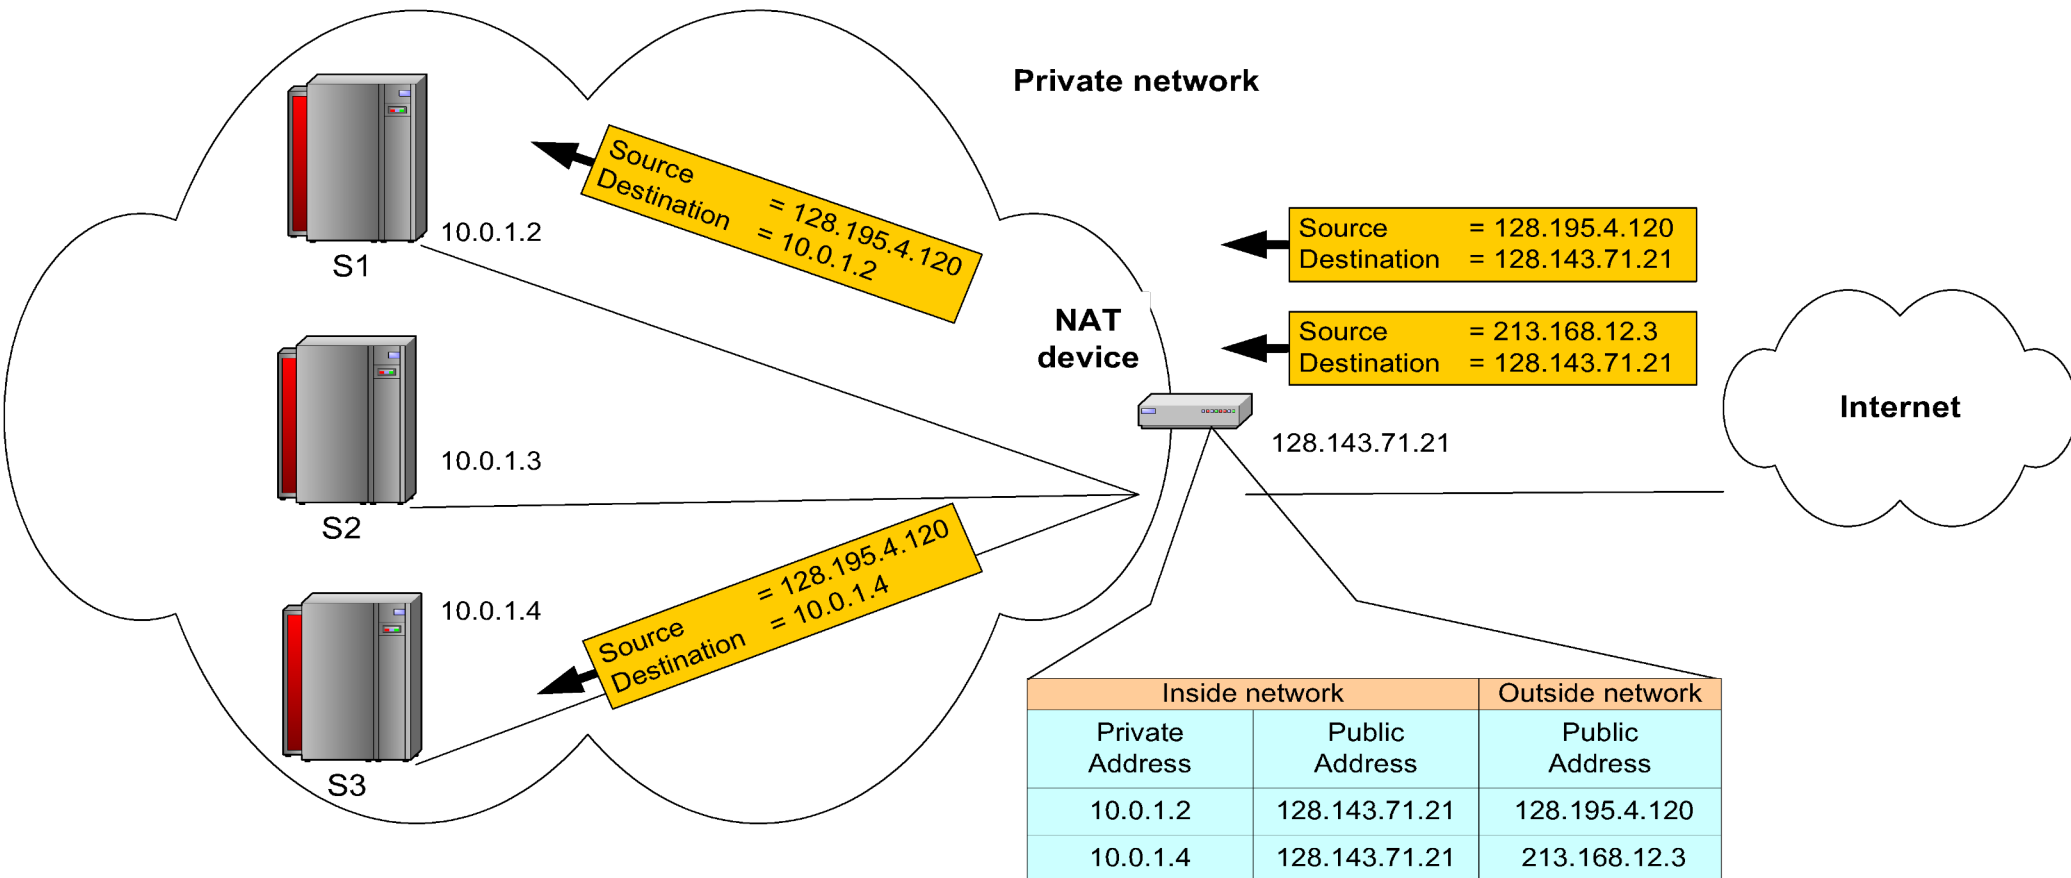 Private network
Source = 128.195.4.120
Destination = 10.0.1.2
10.0.1.2
S1
Source = 128.195.4.120
Destination = 128.143.71.21
NAT
device
Source = 213.168.12.3
Destination = 128.143.71.21
Internet
128.143.71.21
10.0.1.3
S2
Source = 128.195.4.120
Destination = 10.0.1.4
10.0.1.4
S3
Inside network Outside network
Private Address Public Address Public Address
10.0.1.2 128.143.71.21 128.195.4.120
10.0.1.4 128.143.71.21 213.168.12.3